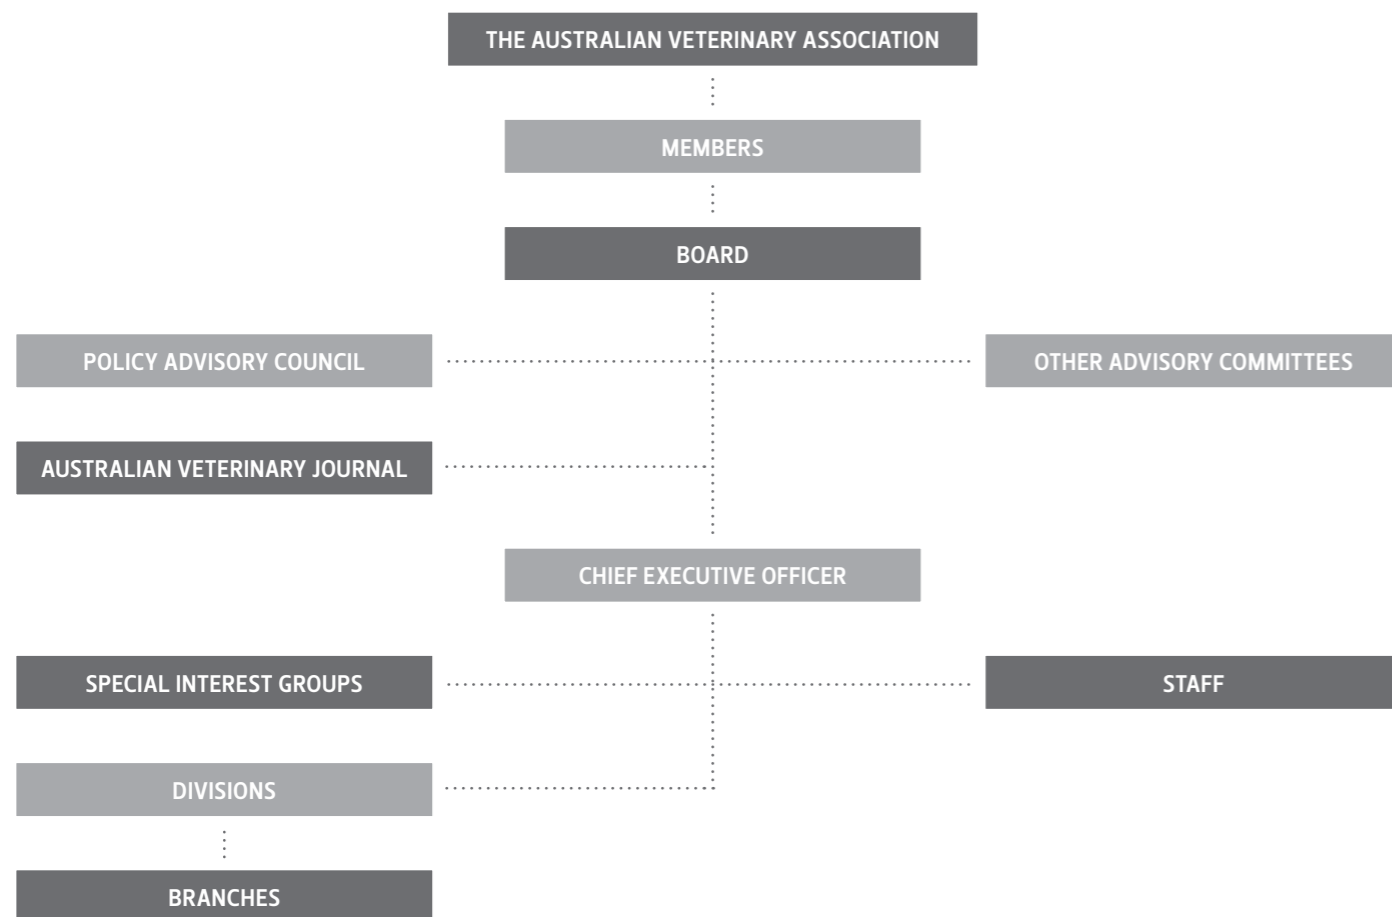 THE AUSTRALIAN VETERINARY ASSOCIATION
MEMBERS
BOARD
POLICY ADVISORY COUNCIL
OTHER ADVISORY COMMITTEES
AUSTRALIAN VETERINARY JOURNAL
CHIEF EXECUTIVE OFFICER
SPECIAL INTEREST GROUPS
STAFF
DIVISIONS
BRANCHES